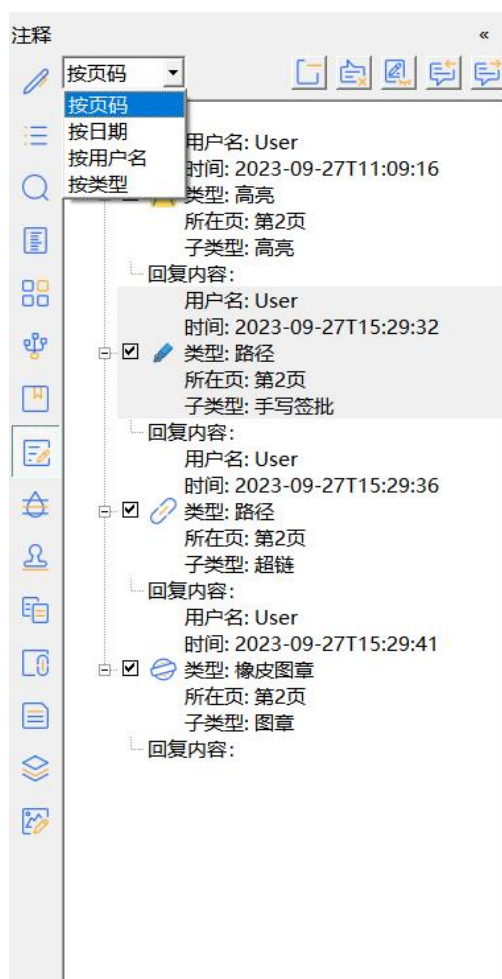 注释
«
按页码
按页码
按日期
按用户名
按类型
用户名: User
时间: 2023-09-27T11:09:16
类型: 高亮
所在页: 第2页
子类型: 高亮
回复内容:
用户名: User
时间: 2023-09-27T15:29:32
类型: 路径
所在页: 第2页
子类型: 手写签批
回复内容:
用户名: User
时间: 2023-09-27T15:29:36
类型: 路径
所在页: 第2页
子类型: 超链
回复内容:
用户名: User
时间: 2023-09-27T15:29:41
类型: 橡皮图章
所在页: 第2页
子类型: 图章
回复内容: